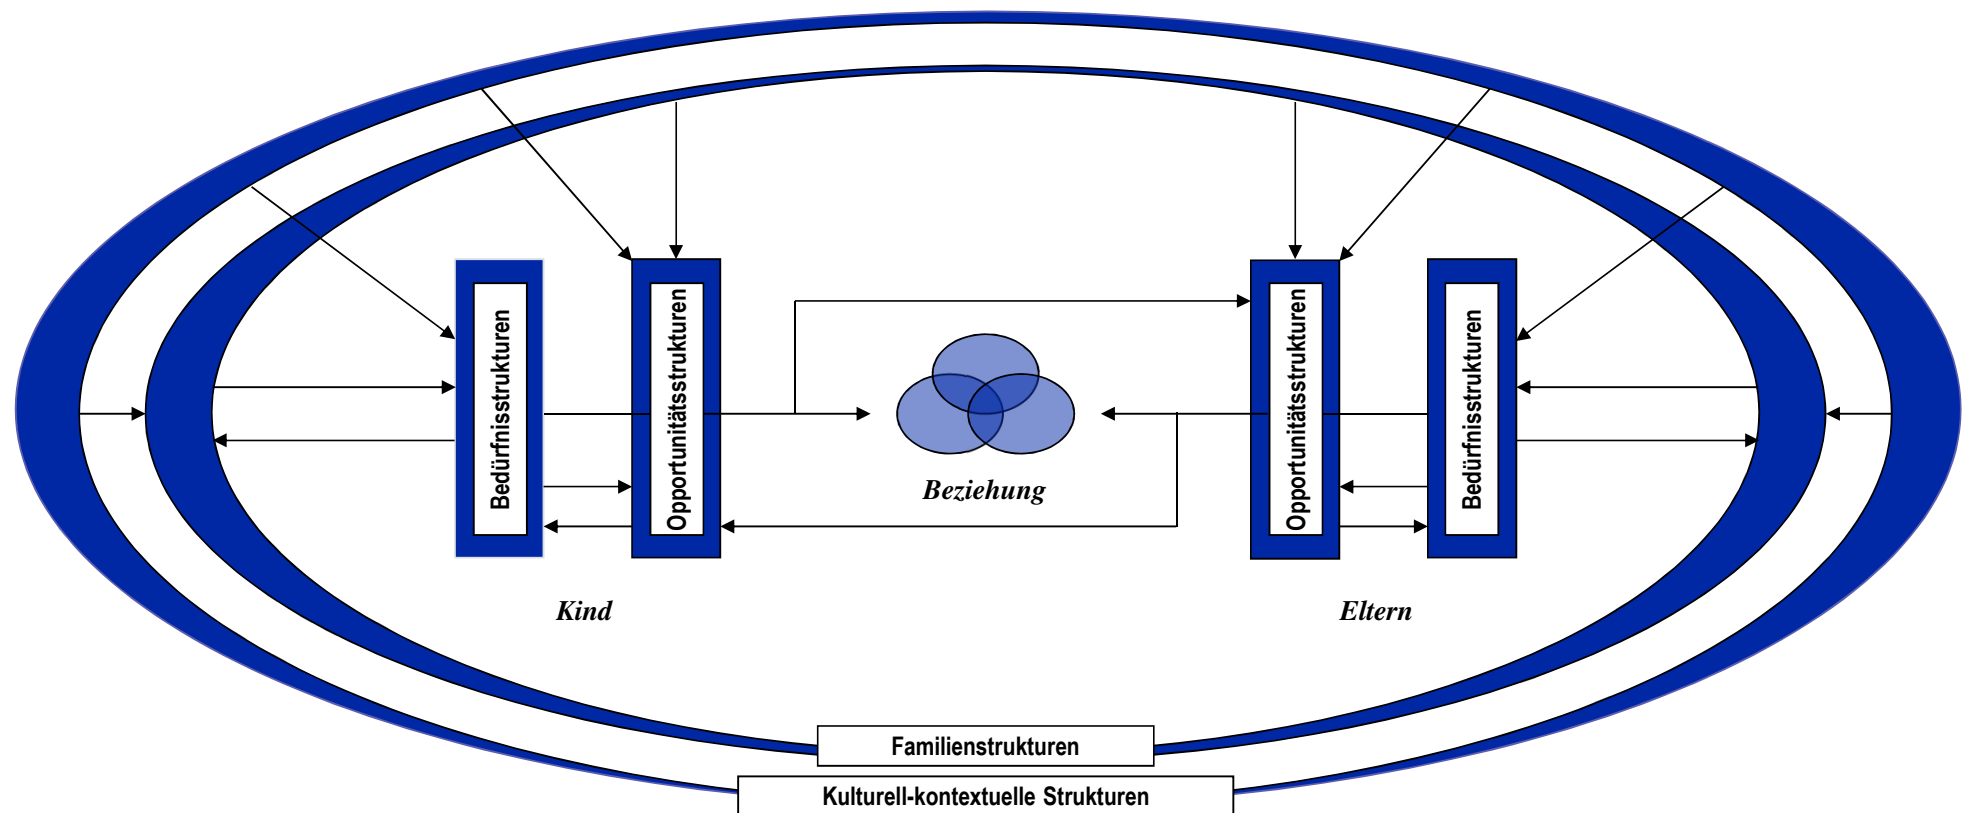 Bedürfnisstrukturen
Opportunitätsstrukturen
Opportunitätsstrukturen
Bedürfnisstrukturen
Beziehung
Kind
Eltern
Familienstrukturen
Kulturell-kontextuelle Strukturen